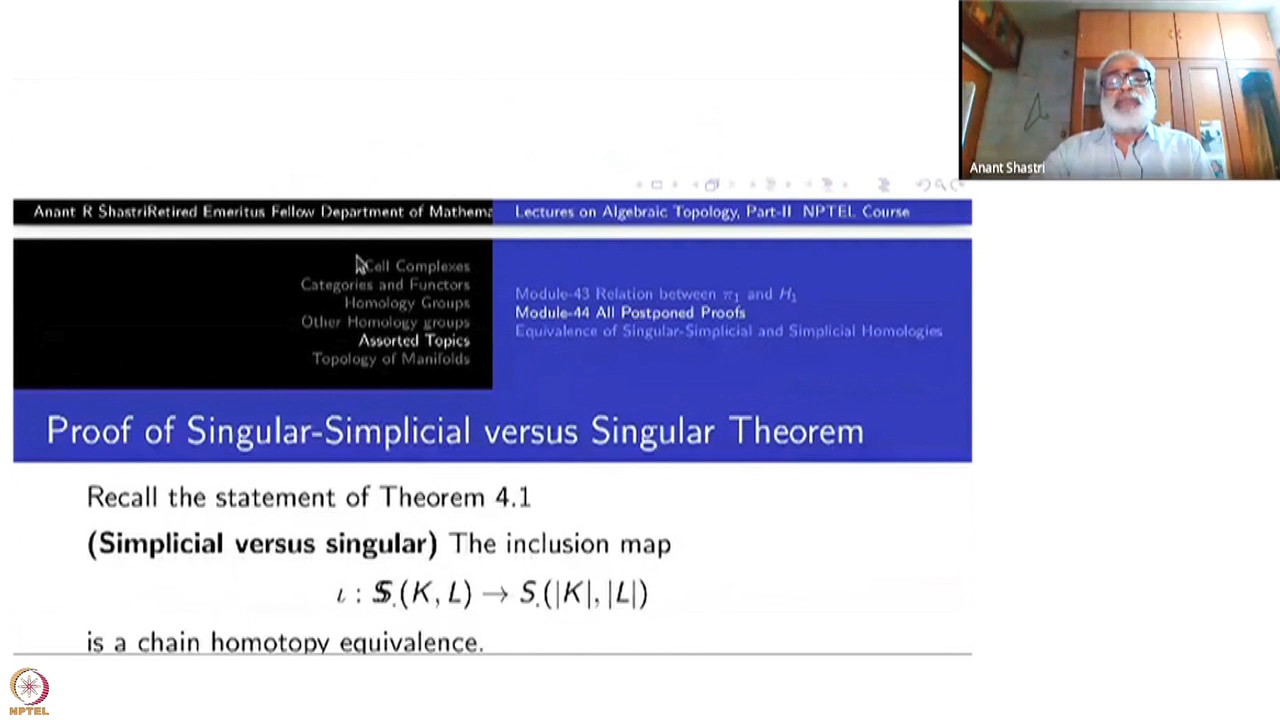 Anant Shastri
Anant R ShastriRetired Emeritus Fellow Department of Mathema
Lectures on Algebraic Topology, Part-II NPTEL Course
Cell Complexes
Categories and Functors
Homology Groups
Other Homology groups
Assorted Topics
Topology of Manifolds
Module-43 Relation between π₁ and H₁
Module-44 All Postponed Proofs
Equivalence of Singular-Simplicial and Simplicial Homologies
Proof of Singular-Simplicial versus Singular Theorem
Recall the statement of Theorem 4.1
(Simplicial versus singular) The inclusion map
ι : 𝕊.(K, L) → S.(|K|, |L|)
is a chain homotopy equivalence.
NPTEL